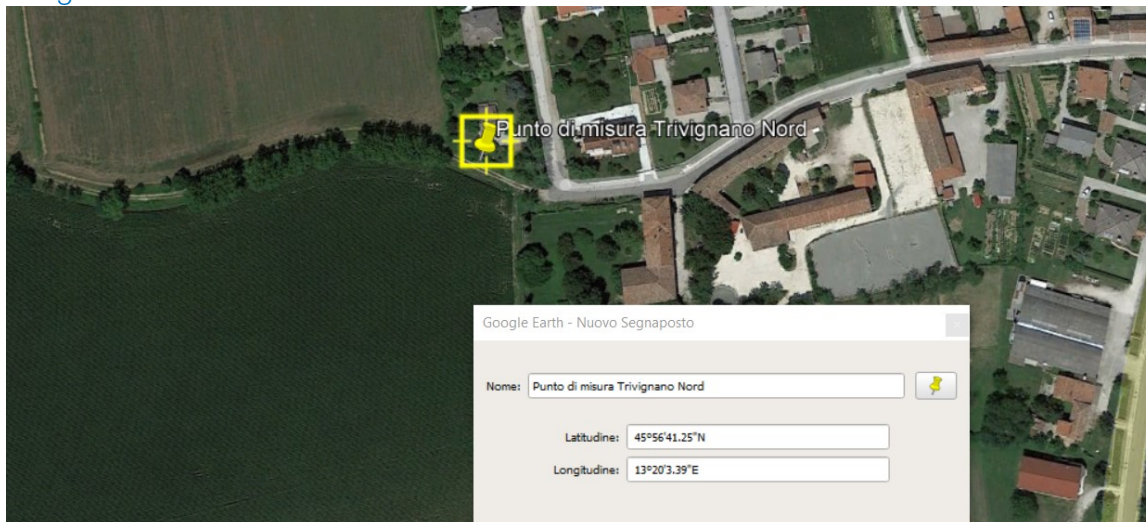 Punto di misura Trivignano Nord
Google Earth - Nuovo Segnaposto
Nome: Punto di misura Trivignano Nord
Latitudine: 45°56'41.25"N
Longitudine: 13°20'3.39"E